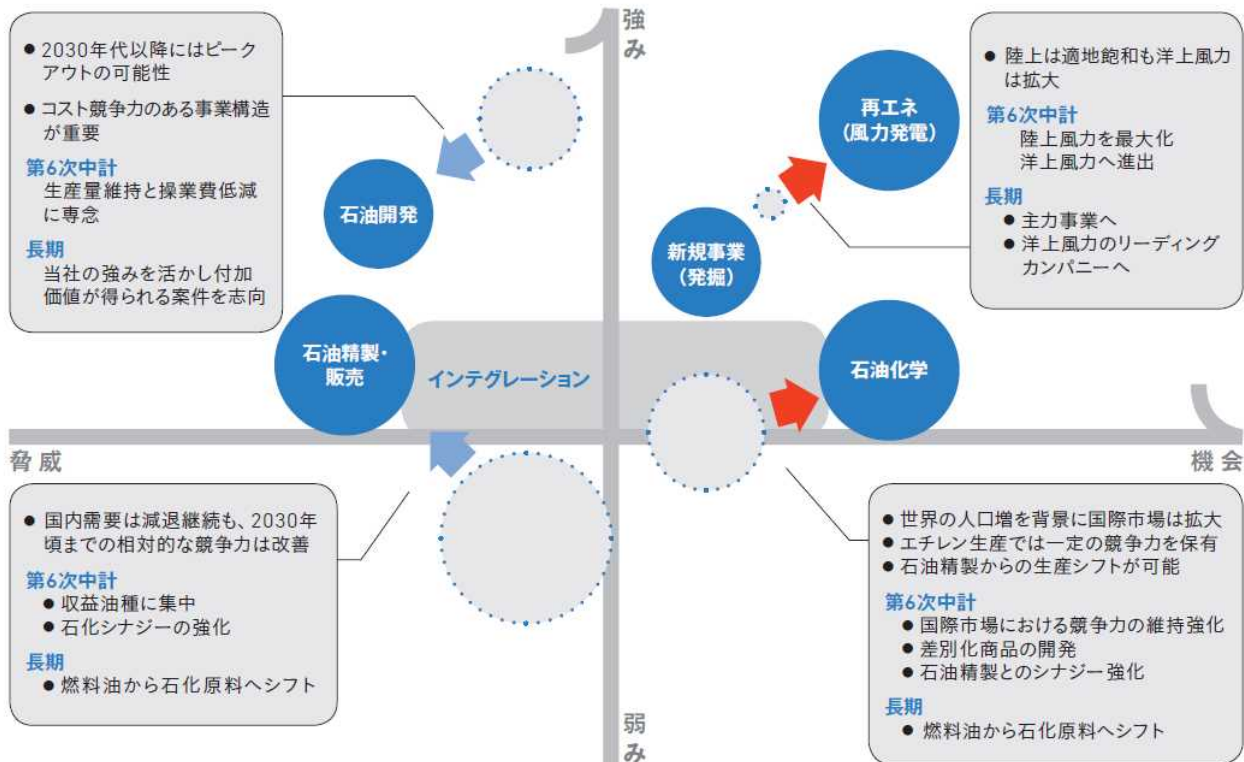 強み
● 2030年代以降にはピーク
アウトの可能性
● コスト競争力のある事業構造
が重要
第6次中計
生産量維持と操業費低減
に専念
長期
当社の強みを活かし付加
価値が得られる案件を志向
石油開発
再エネ
(風力発電)
新規事業
(発掘)
● 陸上は適地飽和も洋上風力
は拡大
第6次中計
陸上風力を最大化
洋上風力へ進出
長期
● 主力事業へ
● 洋上風力のリーディング
カンパニーへ
石油精製・
販売
インテグレーション
石油化学
脅威
機会
● 国内需要は減退継続も、2030年
頃までの相対的な競争力は改善
第6次中計
● 収益油種に集中
● 石化シナジーの強化
長期
● 燃料油から石化原料へシフト
● 世界の人口増を背景に国際市場は拡大
● エチレン生産では一定の競争力を保有
● 石油精製からの生産シフトが可能
第6次中計
● 国際市場における競争力の維持強化
● 差別化商品の開発
● 石油精製とのシナジー強化
長期
● 燃料油から石化原料へシフト
弱み